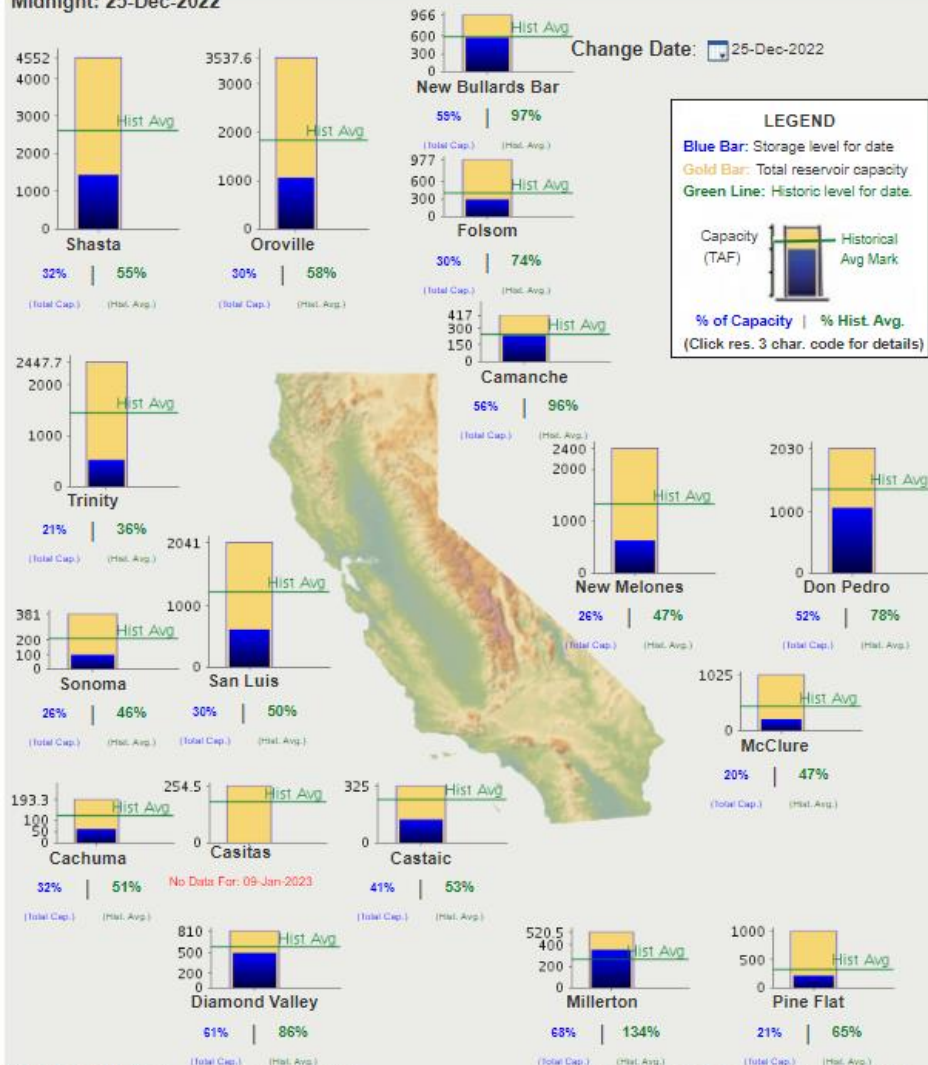 Midnight: 25-Dec-2022
Change Date: 25-Dec-2022
4552
4000
3000
2000
1000
0
Hist Avg
Shasta
32% | 55%
(Total Cap.) (Hist. Avg.)
3537.6
3000
2000
1000
0
Hist Avg
Oroville
30% | 58%
(Total Cap.) (Hist. Avg.)
966
600
300
0
Hist Avg
New Bullards Bar
59% | 97%
(Total Cap.) (Hist. Avg.)
977
600
300
0
Hist Avg
Folsom
30% | 74%
(Total Cap.) (Hist. Avg.)
LEGEND
Blue Bar: Storage level for date
Gold Bar: Total reservoir capacity
Green Line: Historic level for date.
Capacity
(TAF)
Historical
Avg Mark
% of Capacity | % Hist. Avg.
(Click res. 3 char. code for details)
417
300
150
0
Hist Avg
Camanche
56% | 96%
(Total Cap.) (Hist. Avg.)
2447.7
2000
1000
0
Hist Avg
Trinity
21% | 36%
(Total Cap.) (Hist. Avg.)
2400
2000
1000
0
Hist Avg
New Melones
26% | 47%
(Total Cap.) (Hist. Avg.)
2030
1000
0
Hist Avg
Don Pedro
52% | 78%
(Total Cap.) (Hist. Avg.)
381
200
100
0
Hist Avg
Sonoma
26% | 46%
(Total Cap.) (Hist. Avg.)
2041
1000
0
Hist Avg
San Luis
30% | 50%
(Total Cap.) (Hist. Avg.)
1025
0
Hist Avg
McClure
20% | 47%
(Total Cap.) (Hist. Avg.)
193.3
100
50
0
Hist Avg
Cachuma
32% | 51%
(Total Cap.) (Hist. Avg.)
254.5
0
Hist Avg
Casitas
No Data For: 09-Jan-2023
325
0
Hist Avg
Castaic
41% | 53%
(Total Cap.) (Hist. Avg.)
810
500
200
0
Hist Avg
Diamond Valley
61% | 86%
(Total Cap.) (Hist. Avg.)
520.5
400
200
0
Hist Avg
Millerton
68% | 134%
(Total Cap.) (Hist. Avg.)
1000
500
0
Hist Avg
Pine Flat
21% | 65%
(Total Cap.) (Hist. Avg.)